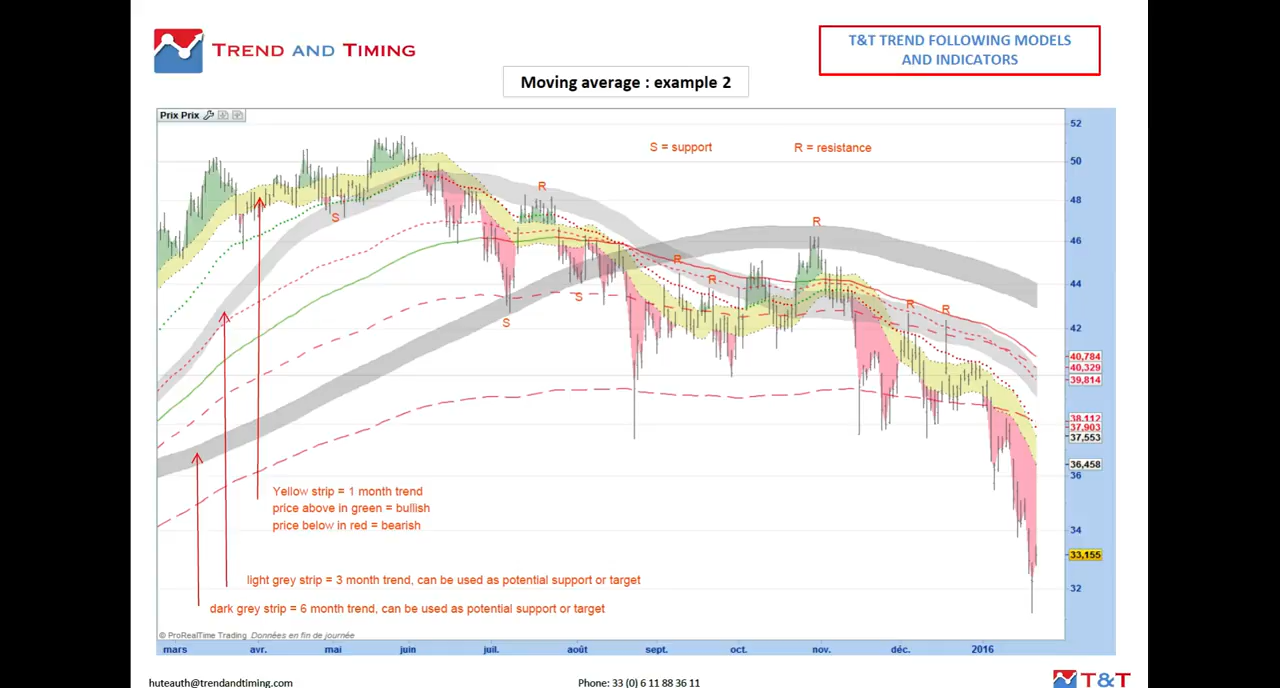 TREND AND TIMING
T&T TREND FOLLOWING MODELS
AND INDICATORS
Moving average : example 2
Prix Prix
S = support
R = resistance
52
50
48
46
44
42
40,784
40,329
39,814
38,112
37,903
37,553
36,458
36
34
33,155
32
S
R
S
S
R
R
R
R
R
Yellow strip = 1 month trend
price above in green = bullish
price below in red = bearish
light grey strip = 3 month trend, can be used as potential support or target
dark grey strip = 6 month trend, can be used as potential support or target
© ProRealTime Trading Données en fin de journée
mars
avr.
mai
juin
juil.
août
sept.
oct.
nov.
déc.
2016
huteauth@trendandtiming.com
Phone: 33 (0) 6 11 88 36 11
T&T